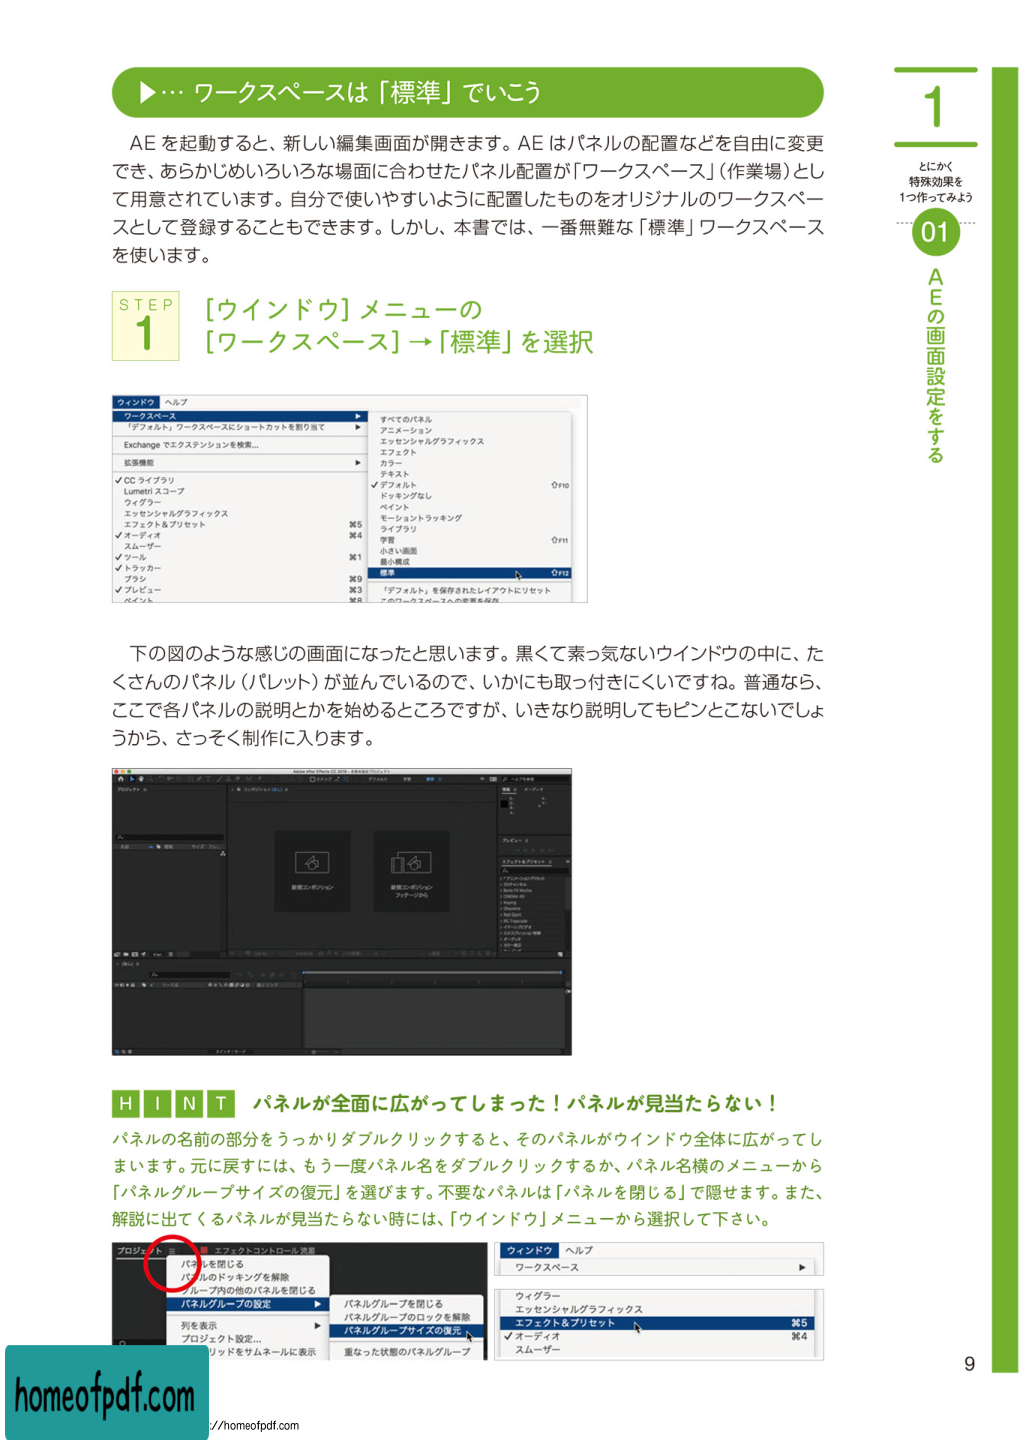 ▶… ワークスペースは「標準」でいこう
AE を起動すると、新しい編集画面が開きます。AE はパネルの配置などを自由に変更
でき、あらかじめいろいろな場面に合わせたパネル配置が「ワークスペース」（作業場）とし
て用意されています。自分で使いやすいように配置したものをオリジナルのワークスペー
スとして登録することもできます。しかし、本書では、一番無難な「標準」ワークスペース
を使います。
STEP
1
［ウインドウ］メニューの
［ワークスペース］→「標準」を選択
ウィンドウ ヘルプ
ワークスペース
「デフォルト」ワークスペースにショートカットを割り当て
Exchange でエクステンションを検索...
拡張機能
✓ CC ライブラリ
Lumetri スコープ
ウィグラー
エッセンシャルグラフィックス
エフェクト＆プリセット ⌘5
✓ オーディオ ⌘4
スムーザー
✓ ツール ⌘1
✓ トラッカー
ブラシ ⌘9
✓ プレビュー ⌘3
ペイント ⌘8
すべてのパネル
アニメーション
エッセンシャルグラフィックス
エフェクト
カラー
テキスト
✓ デフォルト ⇧F10
ドッキングなし
ペイント
モーショントラッキング
ライブラリ
学習 ⇧F11
小さい画面
最小構成
標準 ⇧F12
「デフォルト」を保存されたレイアウトにリセット
このワークスペースへの変更を保存
下の図のような感じの画面になったと思います。黒くて素っ気ないウインドウの中に、た
くさんのパネル（パレット）が並んでいるので、いかにも取っ付きにくいですね。普通なら、
ここで各パネルの説明とかを始めるところですが、いきなり説明してもピンとこないでしょ
うから、さっそく制作に入ります。
プロジェクト
新規コンポジション
新規コンポジション
フッテージから
プレビュー
エフェクト＆プリセット
HINT パネルが全面に広がってしまった！パネルが見当たらない！
パネルの名前の部分をうっかりダブルクリックすると、そのパネルがウインドウ全体に広がってし
まいます。元に戻すには、もう一度パネル名をダブルクリックするか、パネル名横のメニューから
「パネルグループサイズの復元」を選びます。不要なパネルは「パネルを閉じる」で隠せます。また、
解説に出てくるパネルが見当たらない時には、「ウインドウ」メニューから選択して下さい。
プロジェクト エフェクトコントロール 流星
パネルを閉じる
パネルのドッキングを解除
グループ内の他のパネルを閉じる
パネルグループの設定
列を表示
プロジェクト設定...
リッドをサムネールに表示
パネルグループを閉じる
パネルグループのロックを解除
パネルグループサイズの復元
重なった状態のパネルグループ
ウィンドウ ヘルプ
ワークスペース
ウィグラー
エッセンシャルグラフィックス
エフェクト＆プリセット ⌘5
✓ オーディオ ⌘4
スムーザー
1
とにかく
特殊効果を
1つ作ってみよう
01
AEの画面設定をする
9
homeofpdf.com
://homeofpdf.com